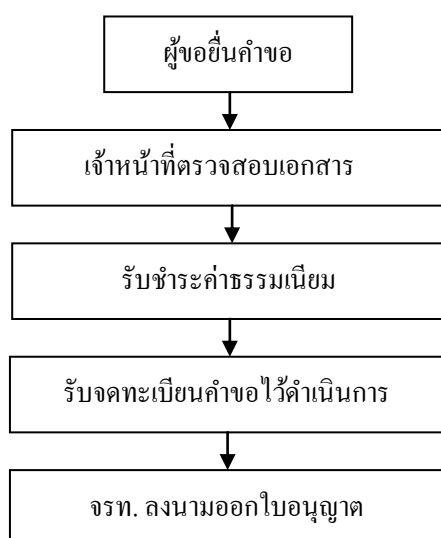 ผู้ขอยื่นคำขอ
เจ้าหน้าที่ตรวจสอบเอกสาร
รับชำระค่าธรรมเนียม
รับจดทะเบียนคำขอไว้ดำเนินการ
จรท. ลงนามออกใบอนุญาต